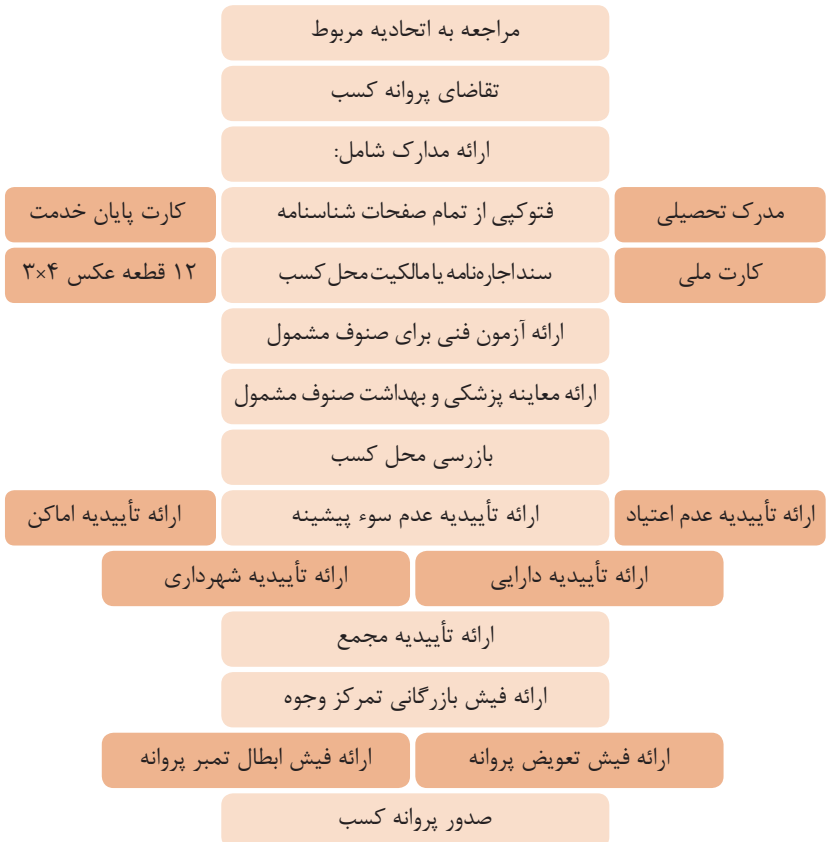 مراجعه به اتحادیه مربوط
تقاضای پروانه کسب
ارائه مدارک شامل:
مدرک تحصیلی
فتوکپی از تمام صفحات شناسنامه
کارت پایان خدمت
کارت ملی
سند اجاره‌نامه یا مالکیت محل کسب
۱۲ قطعه عکس ۴×۳
ارائه آزمون فنی برای صنوف مشمول
ارائه معاینه پزشکی و بهداشت صنوف مشمول
بازرسی محل کسب
ارائه تأییدیه عدم اعتیاد
ارائه تأییدیه عدم سوء پیشینه
ارائه تأییدیه اماکن
ارائه تأییدیه دارایی
ارائه تأییدیه شهرداری
ارائه تأییدیه مجمع
ارائه فیش بازرگانی تمرکز وجوه
ارائه فیش تعویض پروانه
ارائه فیش ابطال تمبر پروانه
صدور پروانه کسب